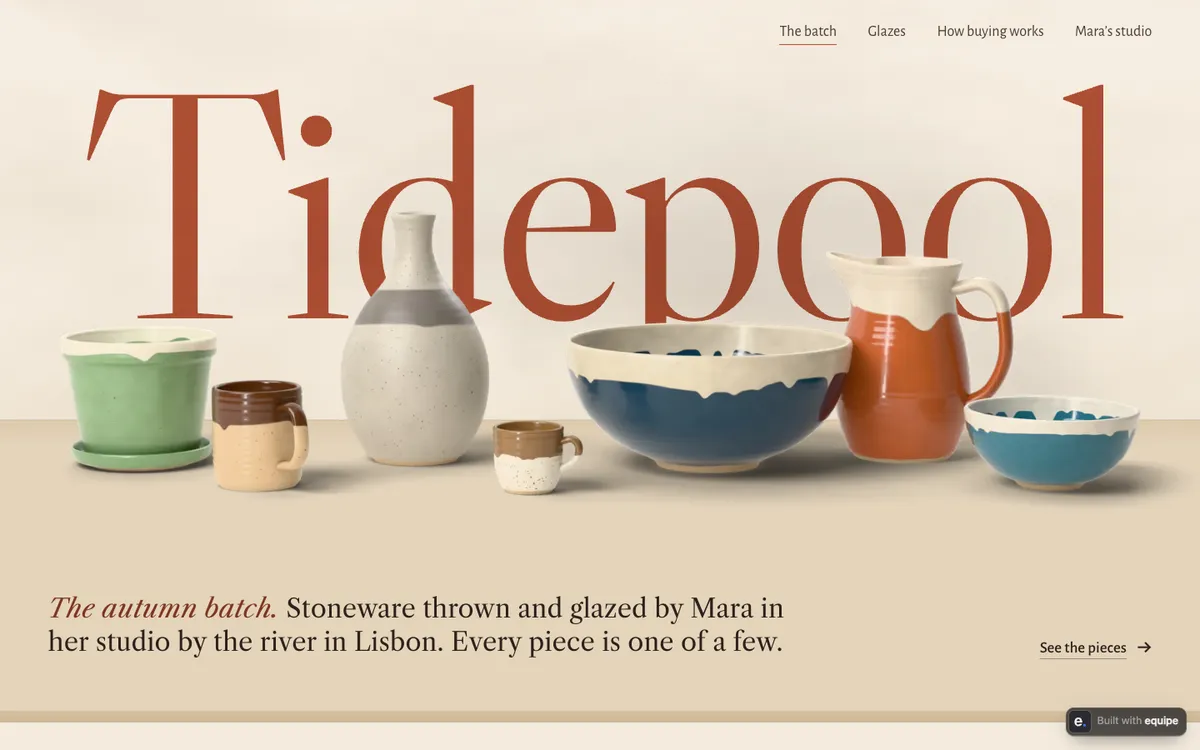 The batch
Glazes
How buying works
Mara's studio
Tidepool
The autumn batch. Stoneware thrown and glazed by Mara in
her studio by the river in Lisbon. Every piece is one of a few.
See the pieces →
e. Built with equipe